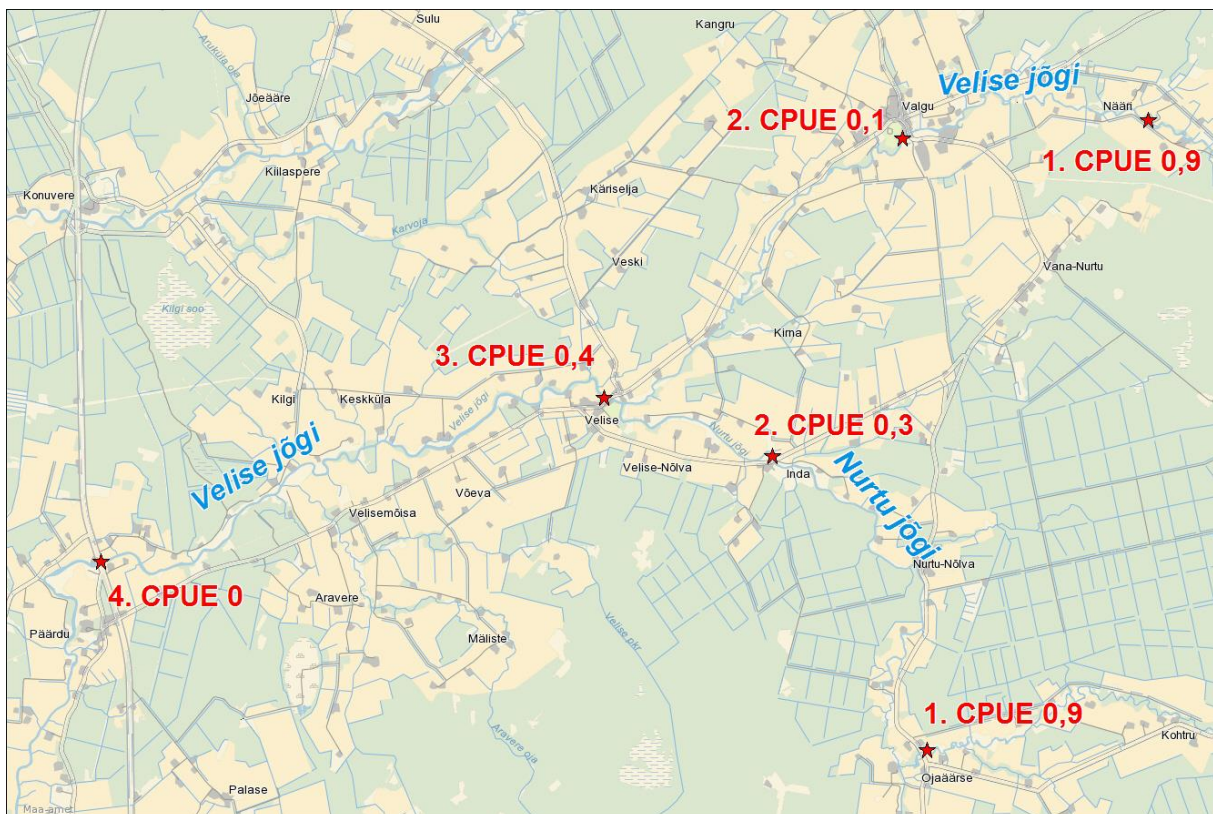 Sulu
Kangru
Arukula oja
Velise jõgi
Jõeääre
Valgu
Nääri
2. CPUE 0,1
1. CPUE 0,9
Kiilaspere
Konuvere
Käriselja
Karvoja
Veski
Vana-Nurtu
Kilgi soo
Kima
3. CPUE 0,4
Kilgi
Keskküla
Velise jõgi
Velise
2. CPUE 0,3
Nurtu jõgi
Velise jõgi
Velise-Nõlva
Inda
Nurtu jõgi
Võeva
Velisemõisa
Nurtu-Nõlva
4. CPUE 0
Aravere
Päärdu
Mäliste
Velise pkr
1. CPUE 0,9
Kohtru
Aravere oja
Ojaäärse
Palase
Maa-amet